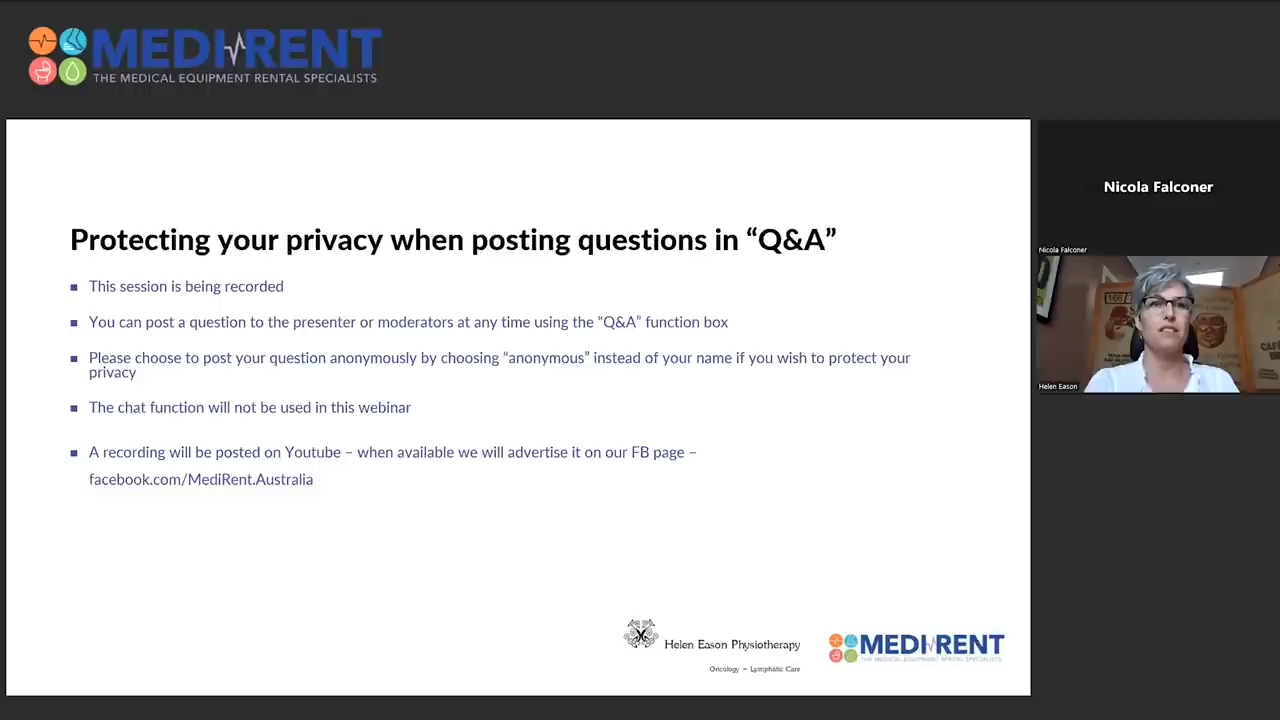 MEDI RENT
THE MEDICAL EQUIPMENT RENTAL SPECIALISTS
Protecting your privacy when posting questions in “Q&A”
This session is being recorded
You can post a question to the presenter or moderators at any time using the “Q&A” function box
Please choose to post your question anonymously by choosing “anonymous” instead of your name if you wish to protect your
privacy
The chat function will not be used in this webinar
A recording will be posted on Youtube – when available we will advertise it on our FB page –
facebook.com/MediRent.Australia
Helen Eason Physiotherapy
Oncology – Lymphatic Care
MEDI RENT
THE MEDICAL EQUIPMENT RENTAL SPECIALISTS
Nicola Falconer
Nicola Falconer
Helen Eason